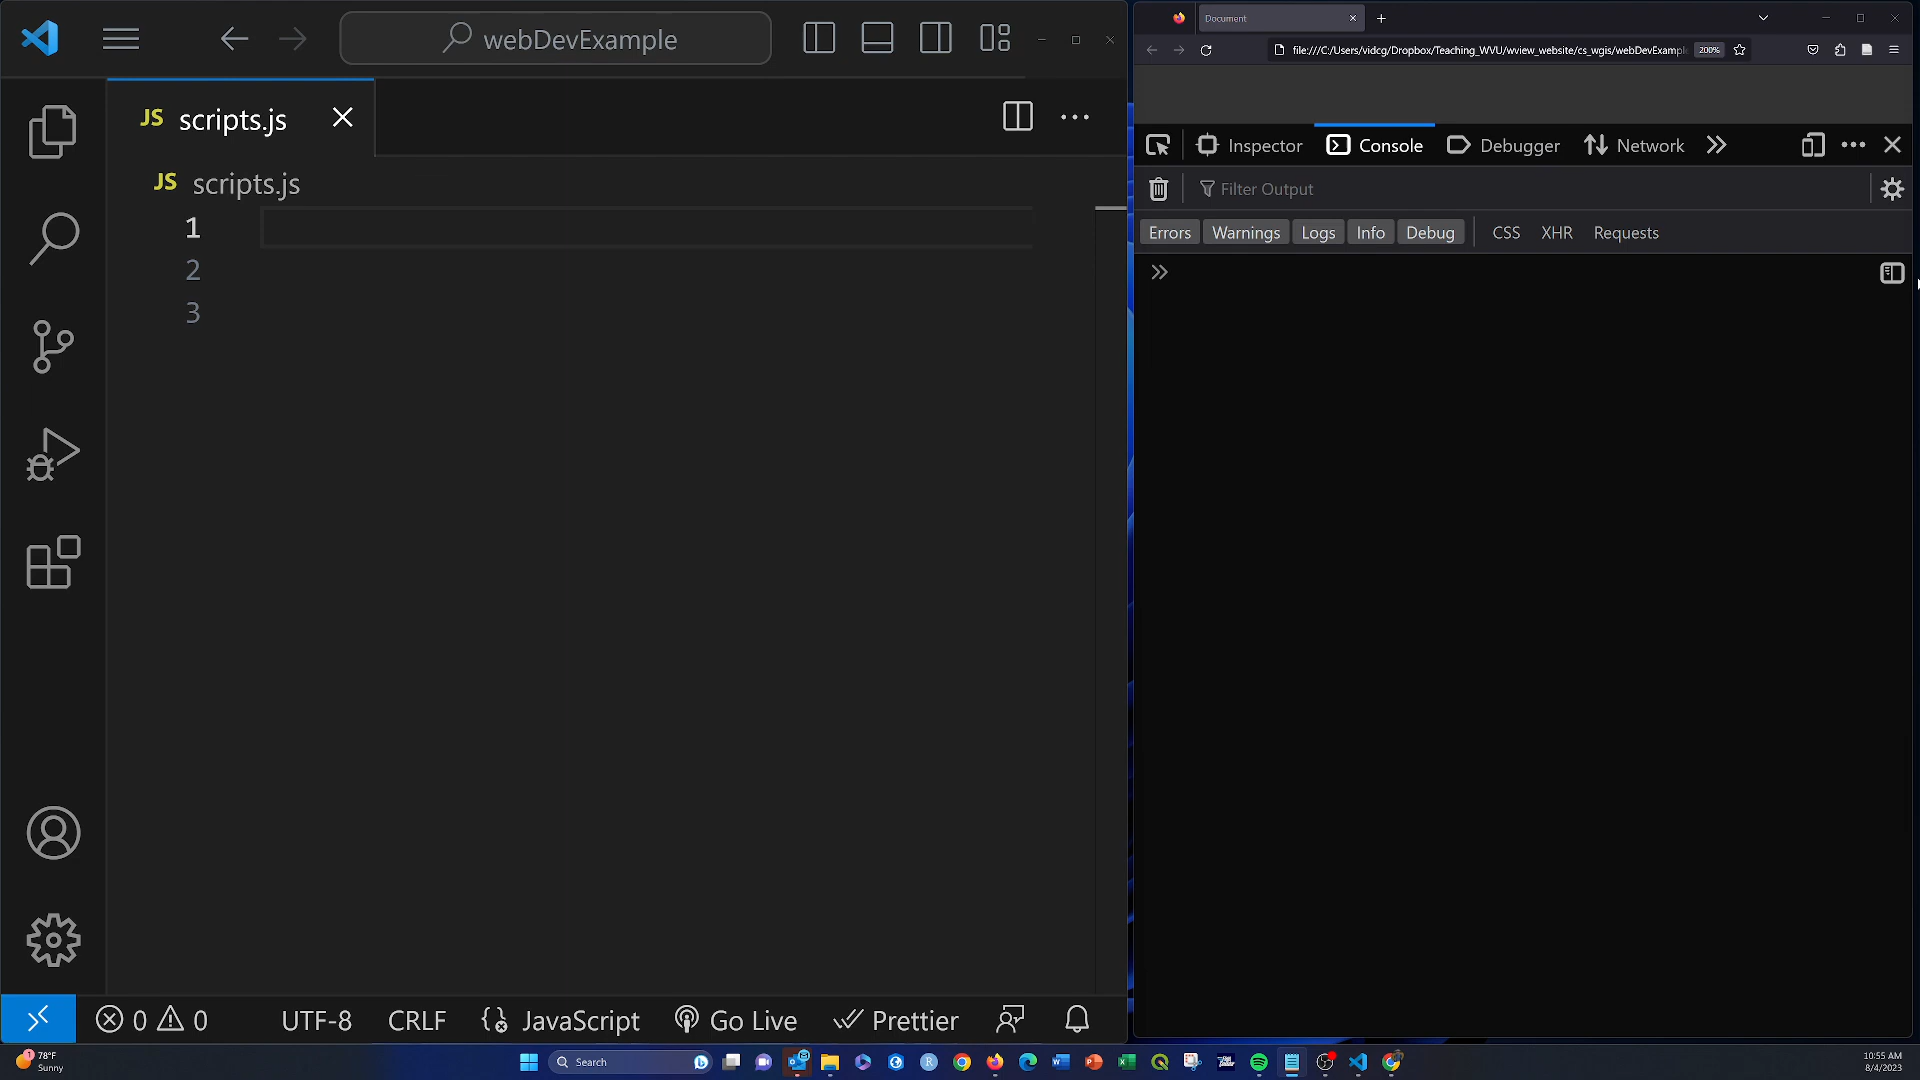 webDevExample
JS scripts.js
JS scripts.js
1
2
3
0 0 UTF-8 CRLF JavaScript Go Live Prettier
Document
file:///C:/Users/vidcg/Dropbox/Teaching_WVU/wview_website/cs_wgis/webDevExampl 200%
Inspector Console Debugger Network
Filter Output
Errors Warnings Logs Info Debug CSS XHR Requests
1 78°F
Sunny
Search
10:55 AM
8/4/2023